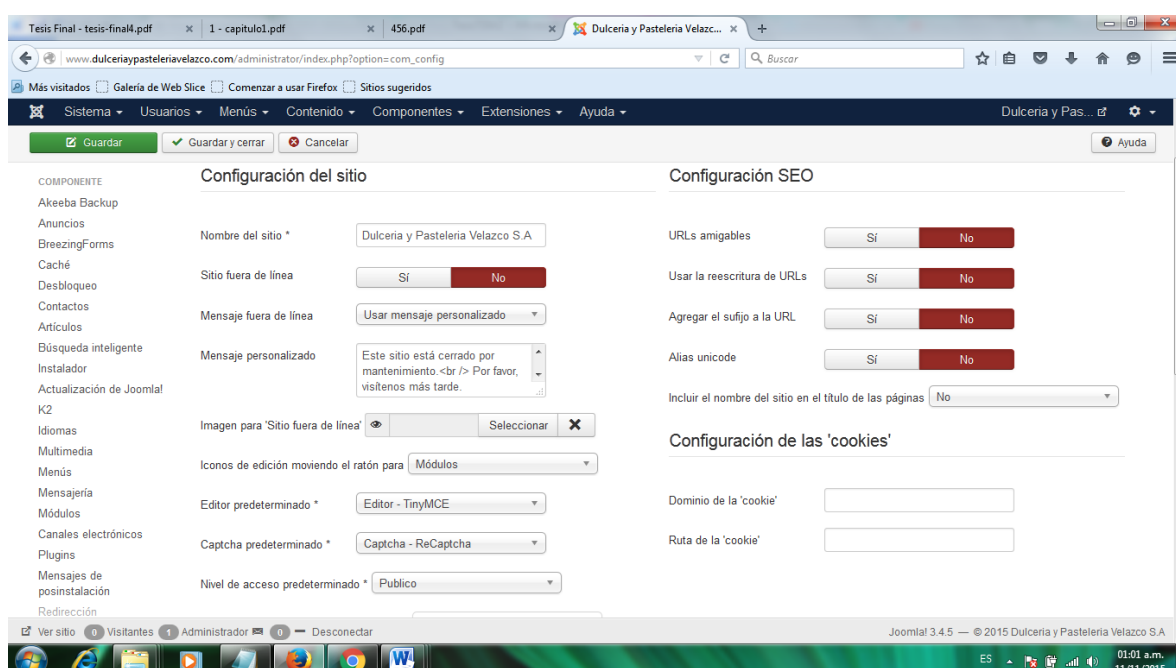 Tesis Final - tesis-final4.pdf × 1 - capitulo1.pdf × 456.pdf × Dulceria y Pasteleria Velazc... × +
www.dulceriaypasteleriavelazco.com/administrator/index.php?option=com_config Buscar
Más visitados Galería de Web Slice Comenzar a usar Firefox Sitios sugeridos
Sistema Usuarios Menús Contenido Componentes Extensiones Ayuda Dulceria y Pas...
Guardar Guardar y cerrar Cancelar Ayuda
COMPONENTE
Akeeba Backup
Anuncios
BreezingForms
Caché
Desbloqueo
Contactos
Artículos
Búsqueda inteligente
Instalador
Actualización de Joomla!
K2
Idiomas
Multimedia
Menús
Mensajería
Módulos
Canales electrónicos
Plugins
Mensajes de
posinstalación
Redirección
Configuración del sitio
Nombre del sitio * Dulceria y Pasteleria Velazco S.A
Sitio fuera de línea Sí No
Mensaje fuera de línea Usar mensaje personalizado
Mensaje personalizado Este sitio está cerrado por
mantenimiento.<br /> Por favor,
visítenos más tarde.
Imagen para 'Sitio fuera de línea' Seleccionar
Iconos de edición moviendo el ratón para Módulos
Editor predeterminado * Editor - TinyMCE
Captcha predeterminado * Captcha - ReCaptcha
Nivel de acceso predeterminado * Publico
Configuración SEO
URLs amigables Sí No
Usar la reescritura de URLs Sí No
Agregar el sufijo a la URL Sí No
Alias unicode Sí No
Incluir el nombre del sitio en el título de las páginas No
Configuración de las 'cookies'
Dominio de la 'cookie'
Ruta de la 'cookie'
Ver sitio 0 Visitantes 1 Administrador 0 Desconectar Joomla! 3.4.5 — © 2015 Dulceria y Pasteleria Velazco S.A
ES 01:01 a.m.
11/11/2015